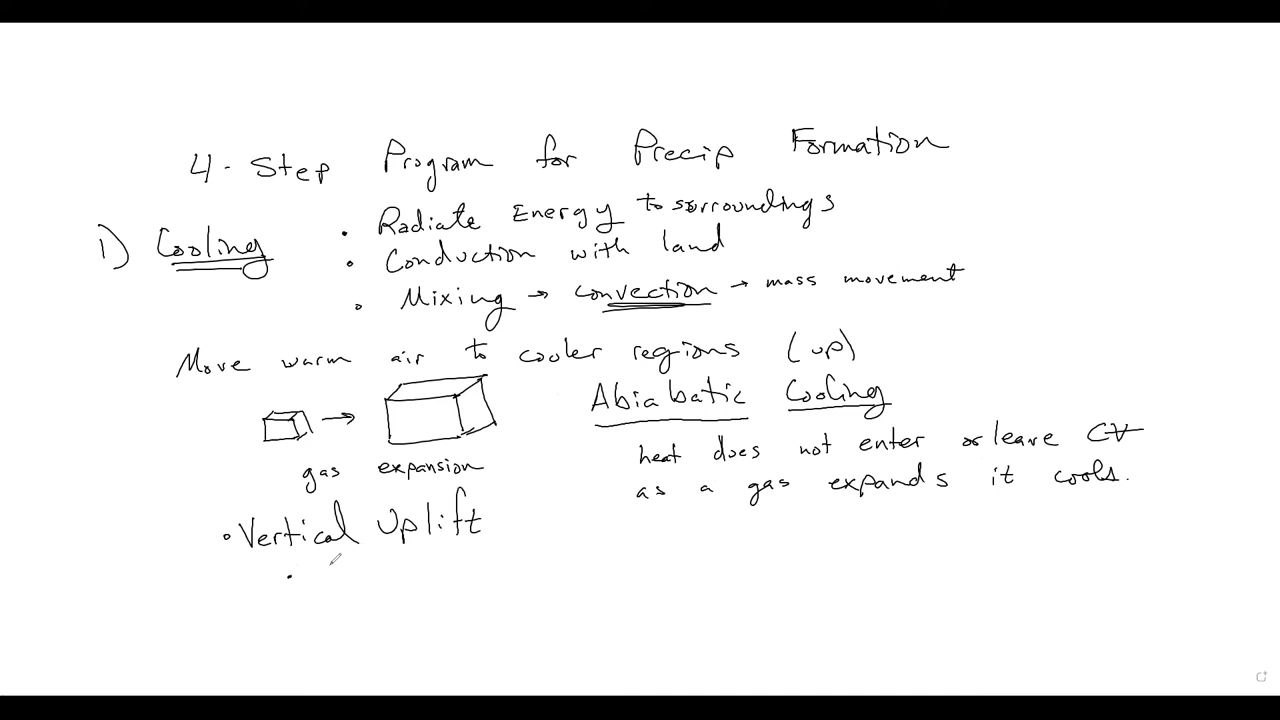 4-Step Program for Precip Formation
1) Cooling
• Radiate Energy to surroundings
• Conduction with land
• Mixing → convection → mass movement
Move warm air to cooler regions (up)
Abiabatic Cooling
→
gas expansion
heat does not enter or leave CV
as a gas expands it cools.
• Vertical Uplift
•